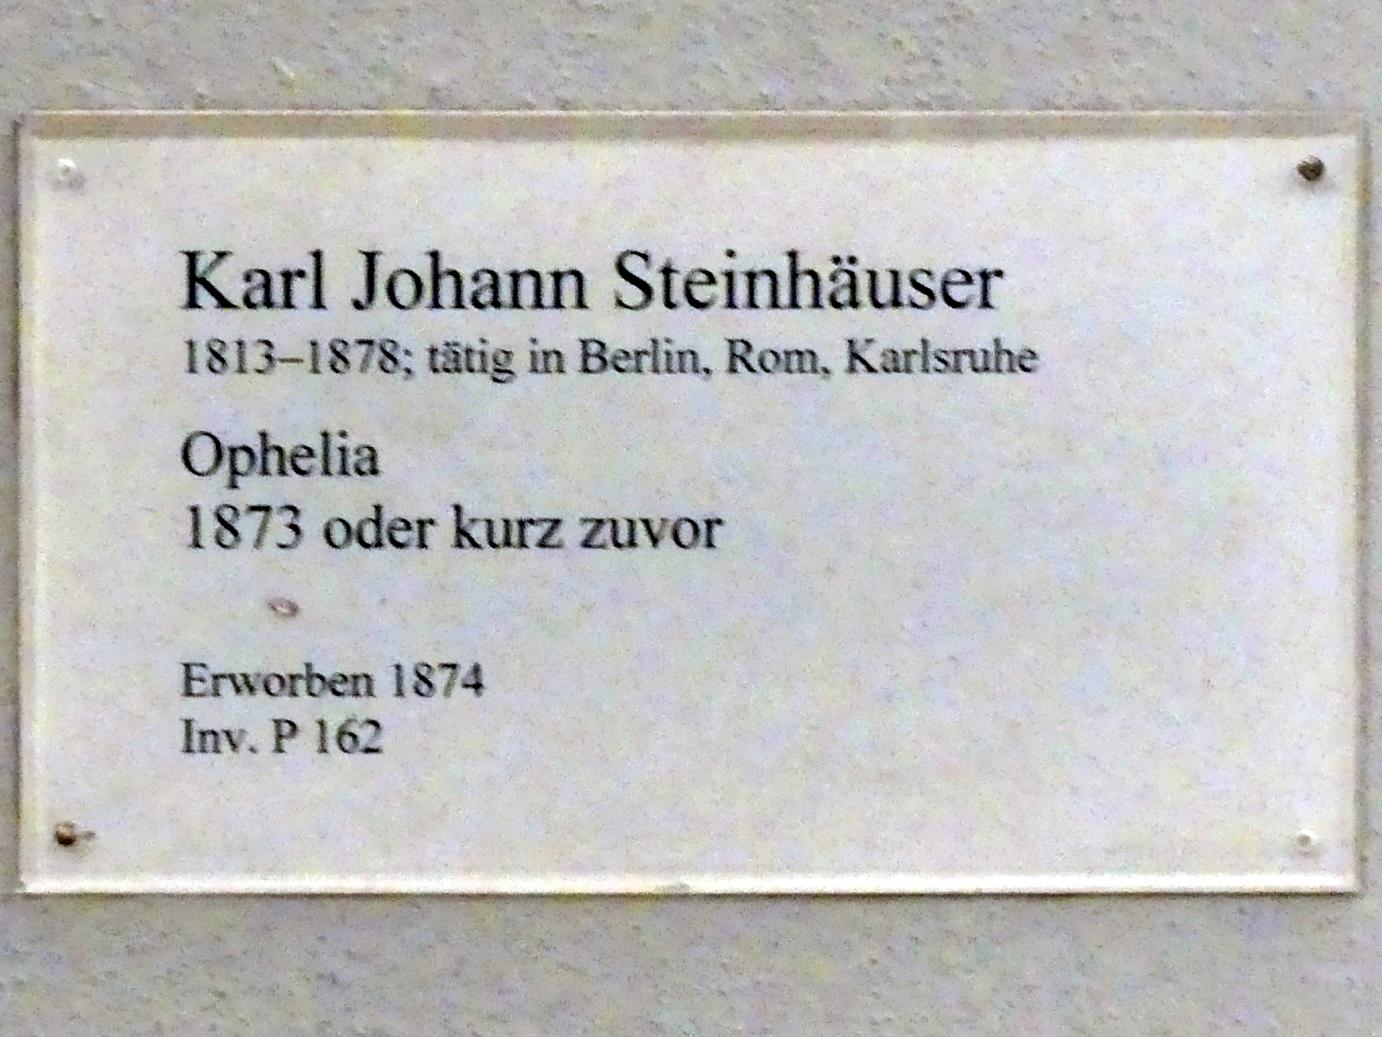 Karl Johann Steinhäuser
1813–1878; tätig in Berlin, Rom, Karlsruhe
Ophelia
1873 oder kurz zuvor
Erworben 1874
Inv. P 162